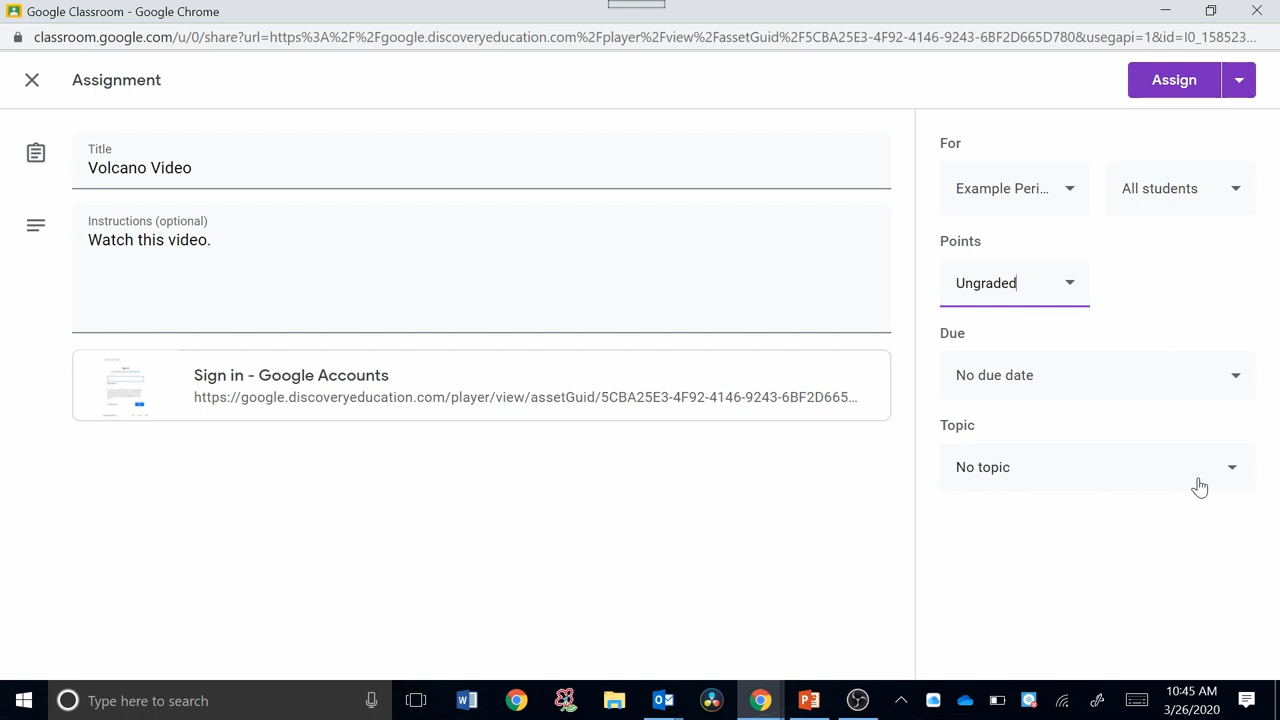 Google Classroom - Google Chrome
classroom.google.com/u/0/share?url=https%3A%2F%2Fgoogle.discoveryeducation.com%2Fplayer%2Fview%2FassetGuid%2F5CBA25E3-4F92-4146-9243-6BF2D665D780&usegapi=1&id=I0_158523...
Assignment
Assign
Title
Volcano Video
Instructions (optional)
Watch this video.
Sign in - Google Accounts
https://google.discoveryeducation.com/player/view/assetGuid/5CBA25E3-4F92-4146-9243-6BF2D665...
For
Example Peri...
All students
Points
Ungraded
Due
No due date
Topic
No topic
Type here to search
10:45 AM
3/26/2020